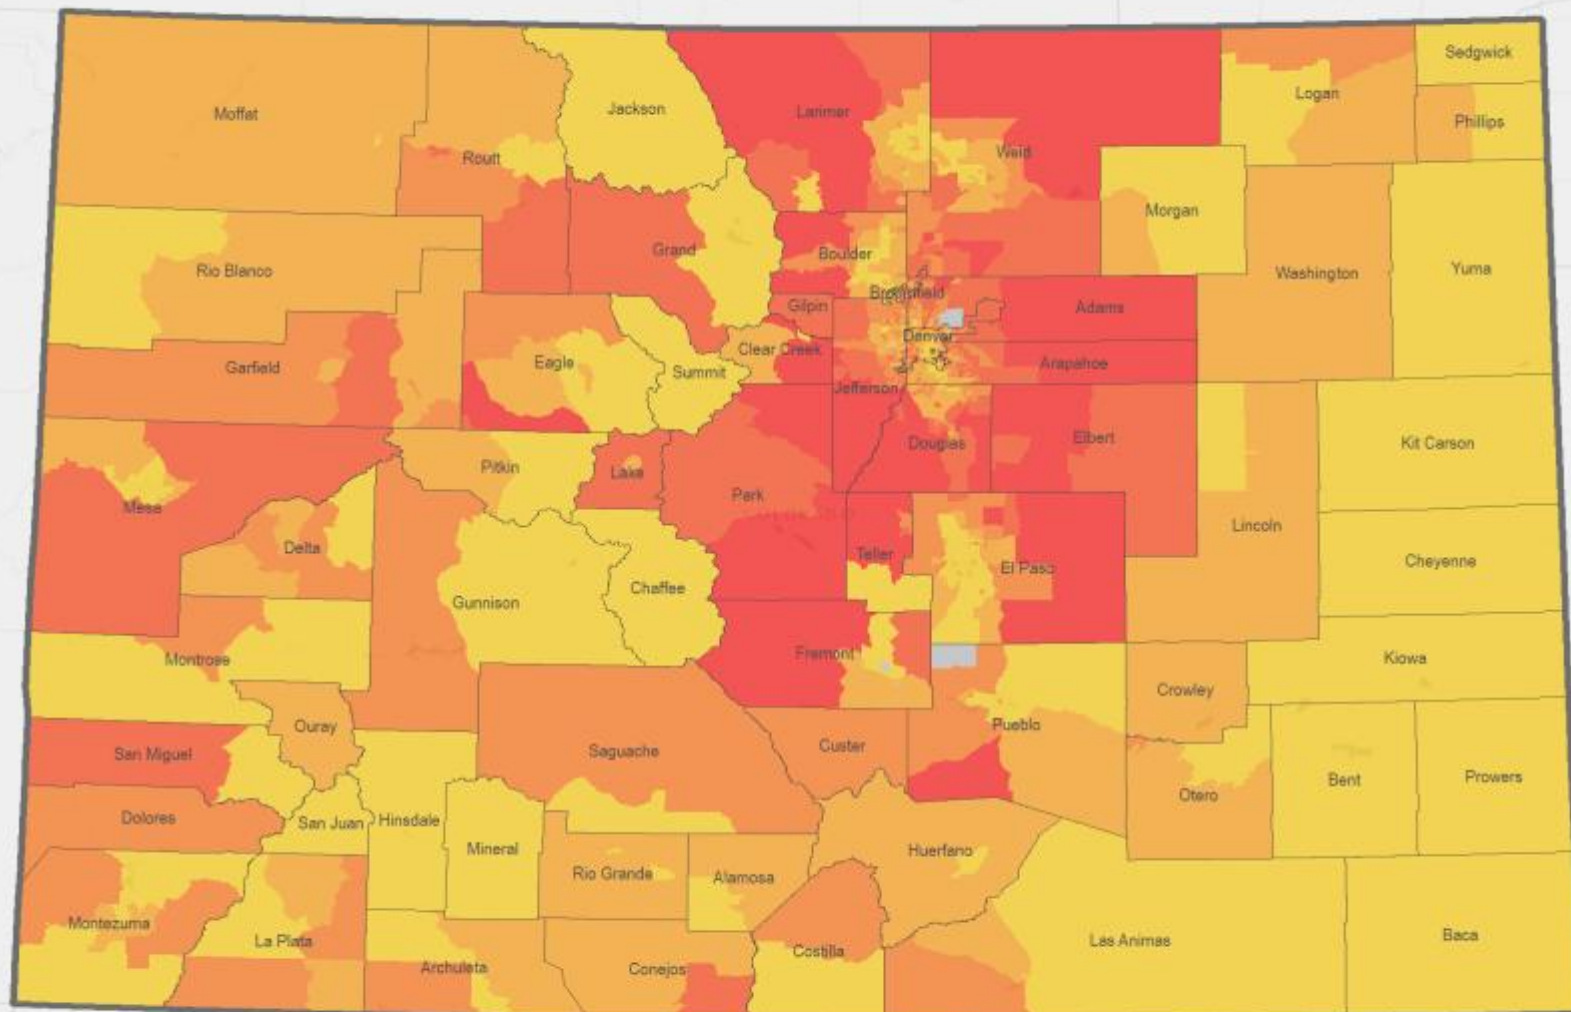 Sedgwick
Moffat
Jackson
Larimer
Logan
Phillips
Routt
Weld
Morgan
Grand
Boulder
Rio Blanco
Washington
Yuma
Broomfield
Gilpin
Adams
Denver
Clear Creek
Eagle
Garfield
Summit
Arapahoe
Jefferson
Douglas
Elbert
Kit Carson
Pitkin
Lake
Park
Mesa
Lincoln
Delta
Teller
El Paso
Cheyenne
Chaffee
Gunnison
Fremont
Montrose
Kiowa
Crowley
Ouray
Pueblo
San Miguel
Saguache
Custer
Bent
Prowers
Otero
Dolores
San Juan
Hinsdale
Mineral
Huerfano
Rio Grande
Alamosa
Montezuma
La Plata
Las Animas
Baca
Costilla
Archuleta
Conejos